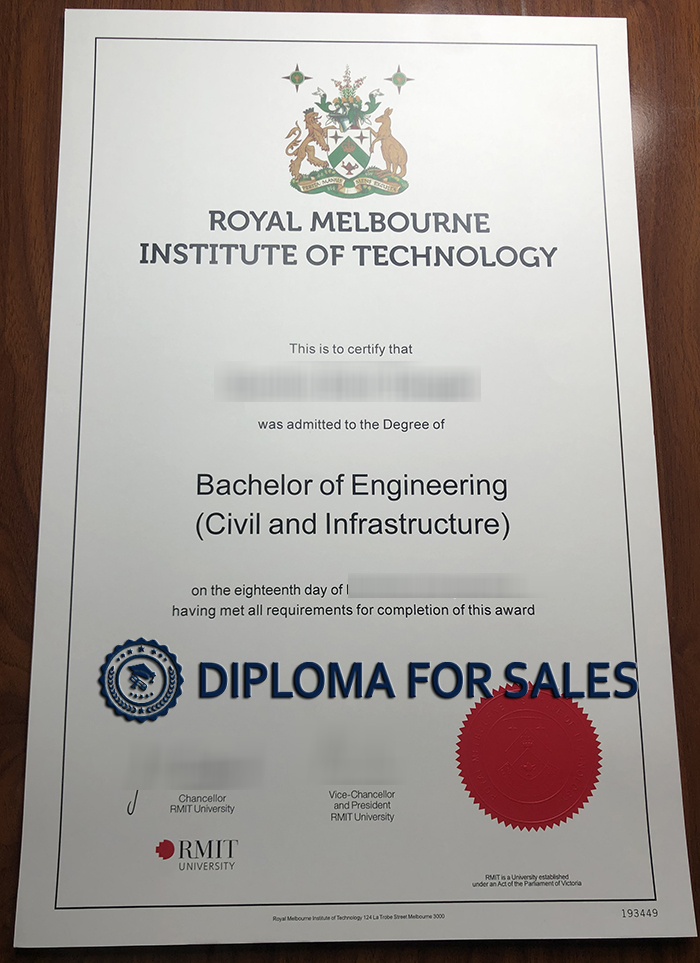 ROYAL MELBOURNE
INSTITUTE OF TECHNOLOGY
This is to certify that
was admitted to the Degree of
Bachelor of Engineering
(Civil and Infrastructure)
on the eighteenth day of
having met all requirements for completion of this award
DIPLOMA FOR SALES
Chancellor
RMIT University
Vice-Chancellor
and President
RMIT University
RMIT
UNIVERSITY
RMIT is a University established
under an Act of the Parliament of Victoria
Royal Melbourne Institute of Technology 124 La Trobe Street Melbourne 3000
193449